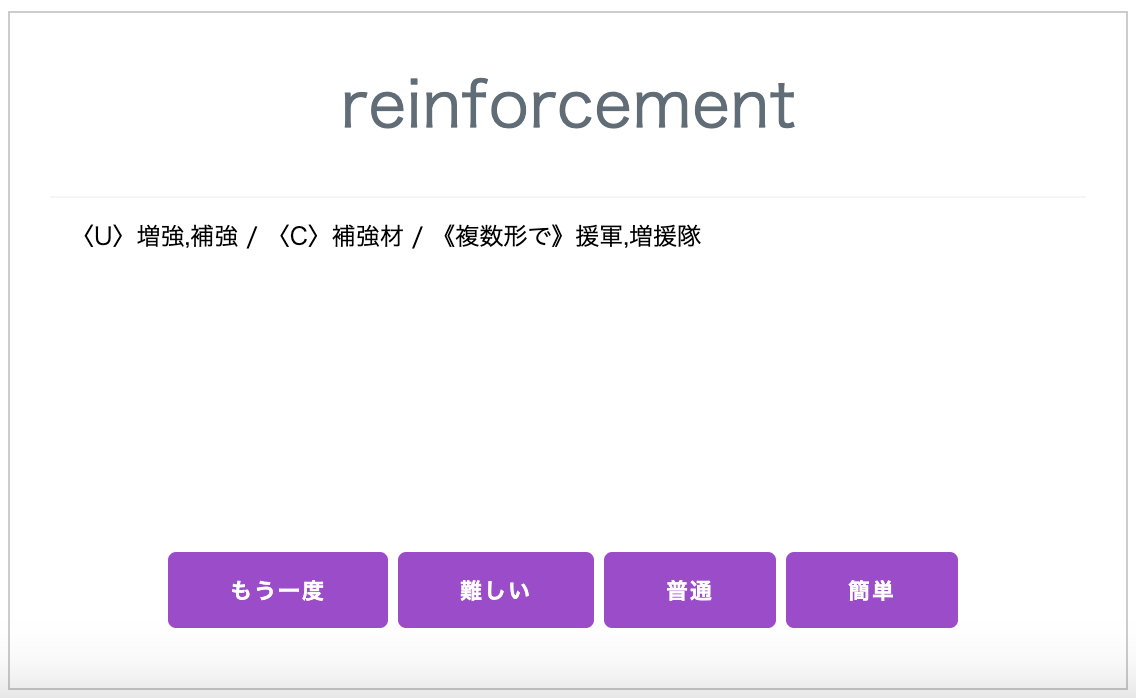 reinforcement
〈U〉増強,補強 / 〈C〉補強材 / 《複数形で》援軍,増援隊
もう一度 難しい 普通 簡単